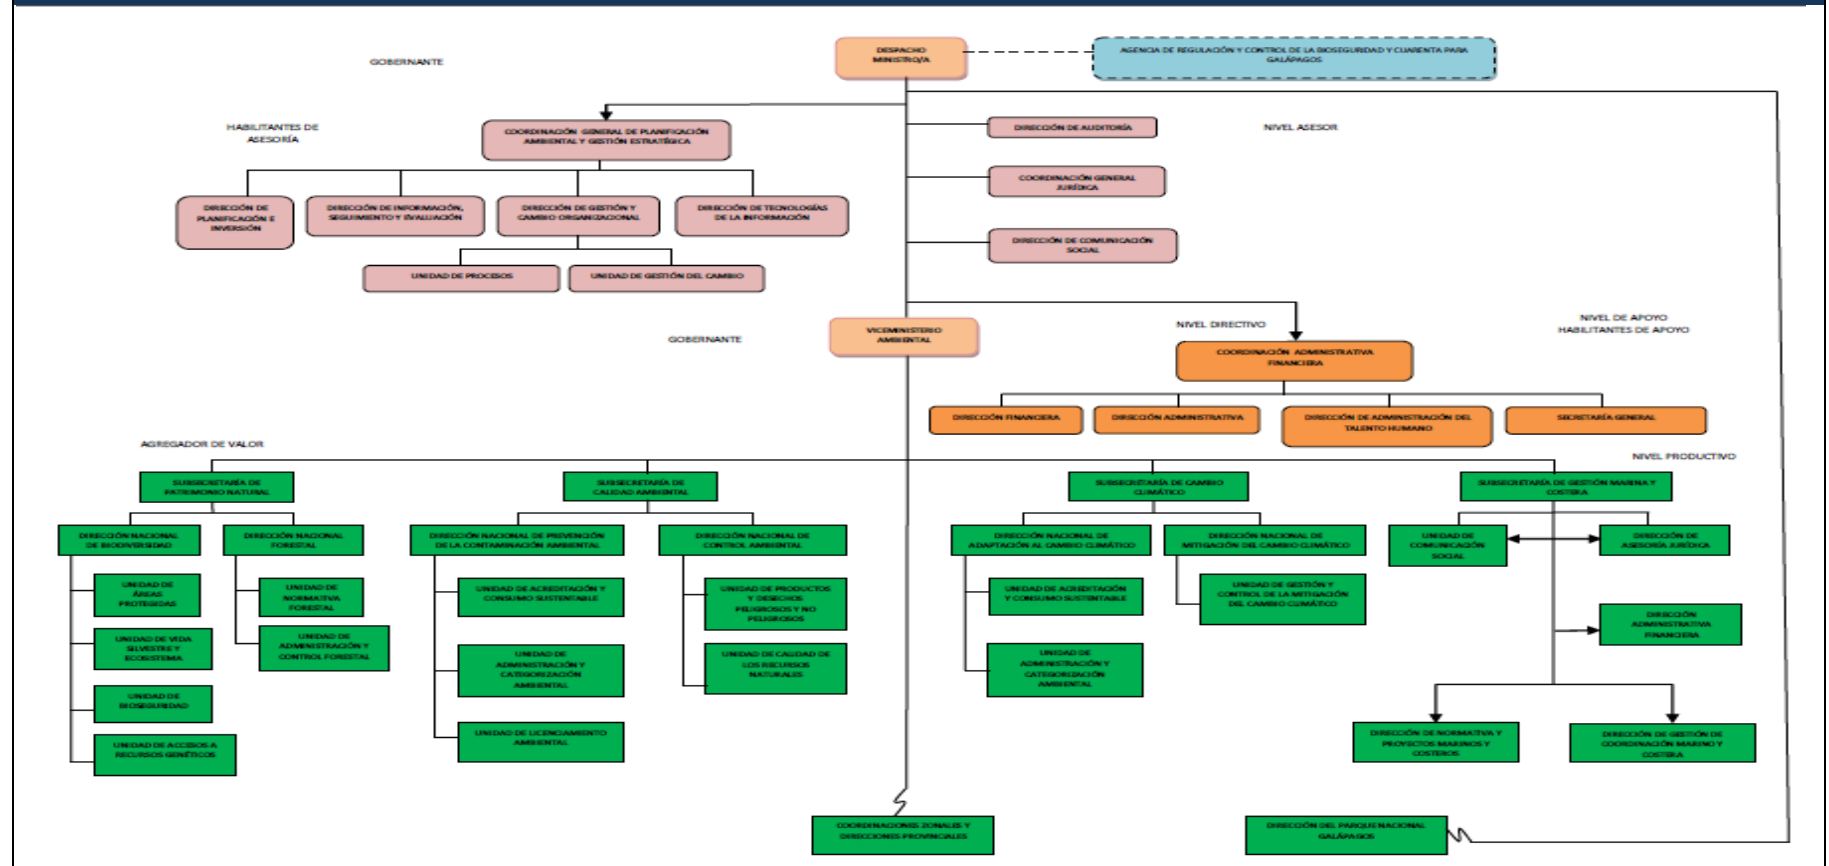 DESPACHO
MINISTRO/A
AGENCIA DE REGULACIÓN Y CONTROL DE LA BIOSEGURIDAD Y CUARENTA PARA
GALÁPAGOS
GOBERNANTE
HABILITANTES DE
ASESORÍA
COORDINACIÓN GENERAL DE PLANIFICACIÓN
AMBIENTAL Y GESTIÓN ESTRATÉGICA
DIRECCIÓN DE AUDITORÍA
NIVEL ASESOR
COORDINACIÓN GENERAL
JURÍDICA
DIRECCIÓN DE
PLANIFICACIÓN E
INVERSIÓN
DIRECCIÓN DE INFORMACIÓN,
SEGUIMIENTO Y EVALUACIÓN
DIRECCIÓN DE GESTIÓN Y
CAMBIO ORGANIZACIONAL
DIRECCIÓN DE TECNOLOGÍAS
DE LA INFORMACIÓN
DIRECCIÓN DE COMUNICACIÓN
SOCIAL
UNIDAD DE PROCESOS
UNIDAD DE GESTIÓN DEL CAMBIO
GOBERNANTE
VICEMINISTERIO
AMBIENTAL
NIVEL DIRECTIVO
NIVEL DE APOYO
HABILITANTES DE APOYO
COORDINACIÓN ADMINISTRATIVA
FINANCIERA
DIRECCIÓN FINANCIERA
DIRECCIÓN ADMINISTRATIVA
DIRECCIÓN DE ADMINISTRACIÓN DEL
TALENTO HUMANO
SECRETARÍA GENERAL
AGREGADOR DE VALOR
NIVEL PRODUCTIVO
SUBSECRETARÍA DE
PATRIMONIO NATURAL
SUBSECRETARÍA DE
CALIDAD AMBIENTAL
SUBSECRETARÍA DE CAMBIO
CLIMÁTICO
SUBSECRETARÍA DE GESTIÓN MARINA Y
COSTERA
DIRECCIÓN NACIONAL
DE BIODIVERSIDAD
DIRECCIÓN NACIONAL
FORESTAL
DIRECCIÓN NACIONAL DE PREVENCIÓN
DE LA CONTAMINACIÓN AMBIENTAL
DIRECCIÓN NACIONAL DE
CONTROL AMBIENTAL
DIRECCIÓN NACIONAL DE
ADAPTACIÓN AL CAMBIO CLIMÁTICO
DIRECCIÓN NACIONAL DE
MITIGACIÓN DEL CAMBIO CLIMÁTICO
UNIDAD DE
COMUNICACIÓN
SOCIAL
DIRECCIÓN DE
ASESORÍA JURÍDICA
UNIDAD DE
ÁREAS
PROTEGIDAS
UNIDAD DE
NORMATIVA
FORESTAL
UNIDAD DE ACREDITACIÓN Y
CONSUMO SUSTENTABLE
UNIDAD DE PRODUCTOS
Y DESECHOS
PELIGROSOS Y NO
PELIGROSOS
UNIDAD DE ACREDITACIÓN
Y CONSUMO SUSTENTABLE
UNIDAD DE GESTIÓN Y
CONTROL DE LA MITIGACIÓN
DEL CAMBIO CLIMÁTICO
DIRECCIÓN
ADMINISTRATIVA
FINANCIERA
UNIDAD DE VIDA
SILVESTRE Y
ECOSISTEMA
UNIDAD DE
ADMINISTRACIÓN Y
CONTROL FORESTAL
UNIDAD DE
ADMINISTRACIÓN Y
CATEGORIZACIÓN
AMBIENTAL
UNIDAD DE CALIDAD DE
LOS RECURSOS
NATURALES
UNIDAD DE
ADMINISTRACIÓN Y
CATEGORIZACIÓN
AMBIENTAL
UNIDAD DE
BIOSEGURIDAD
UNIDAD DE ACCESOS A
RECURSOS GENÉTICOS
UNIDAD DE LICENCIAMIENTO
AMBIENTAL
DIRECCIÓN DE NORMATIVA Y
PROYECTOS MARINOS Y
COSTEROS
DIRECCIÓN DE GESTIÓN DE
COORDINACIÓN MARINO Y
COSTERA
COORDINACIONES ZONALES Y
DIRECCIONES PROVINCIALES
DIRECCIÓN DEL PARQUE NACIONAL
GALÁPAGOS